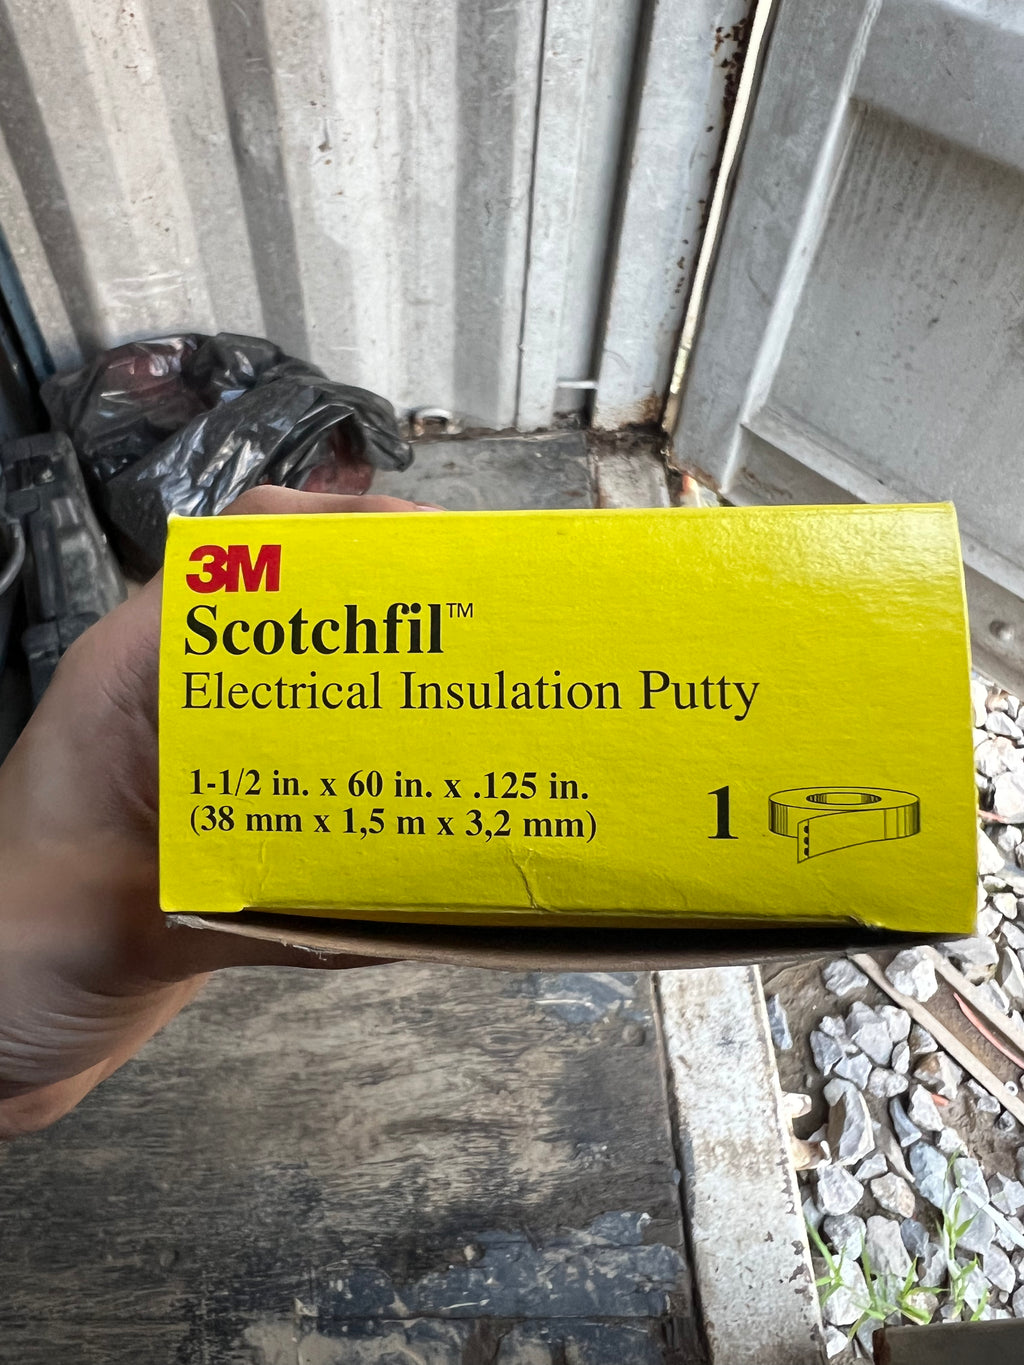 3M
Scotchfil™
Electrical Insulation Putty
1-1/2 in. x 60 in. x .125 in.
(38 mm x 1,5 m x 3,2 mm)
1